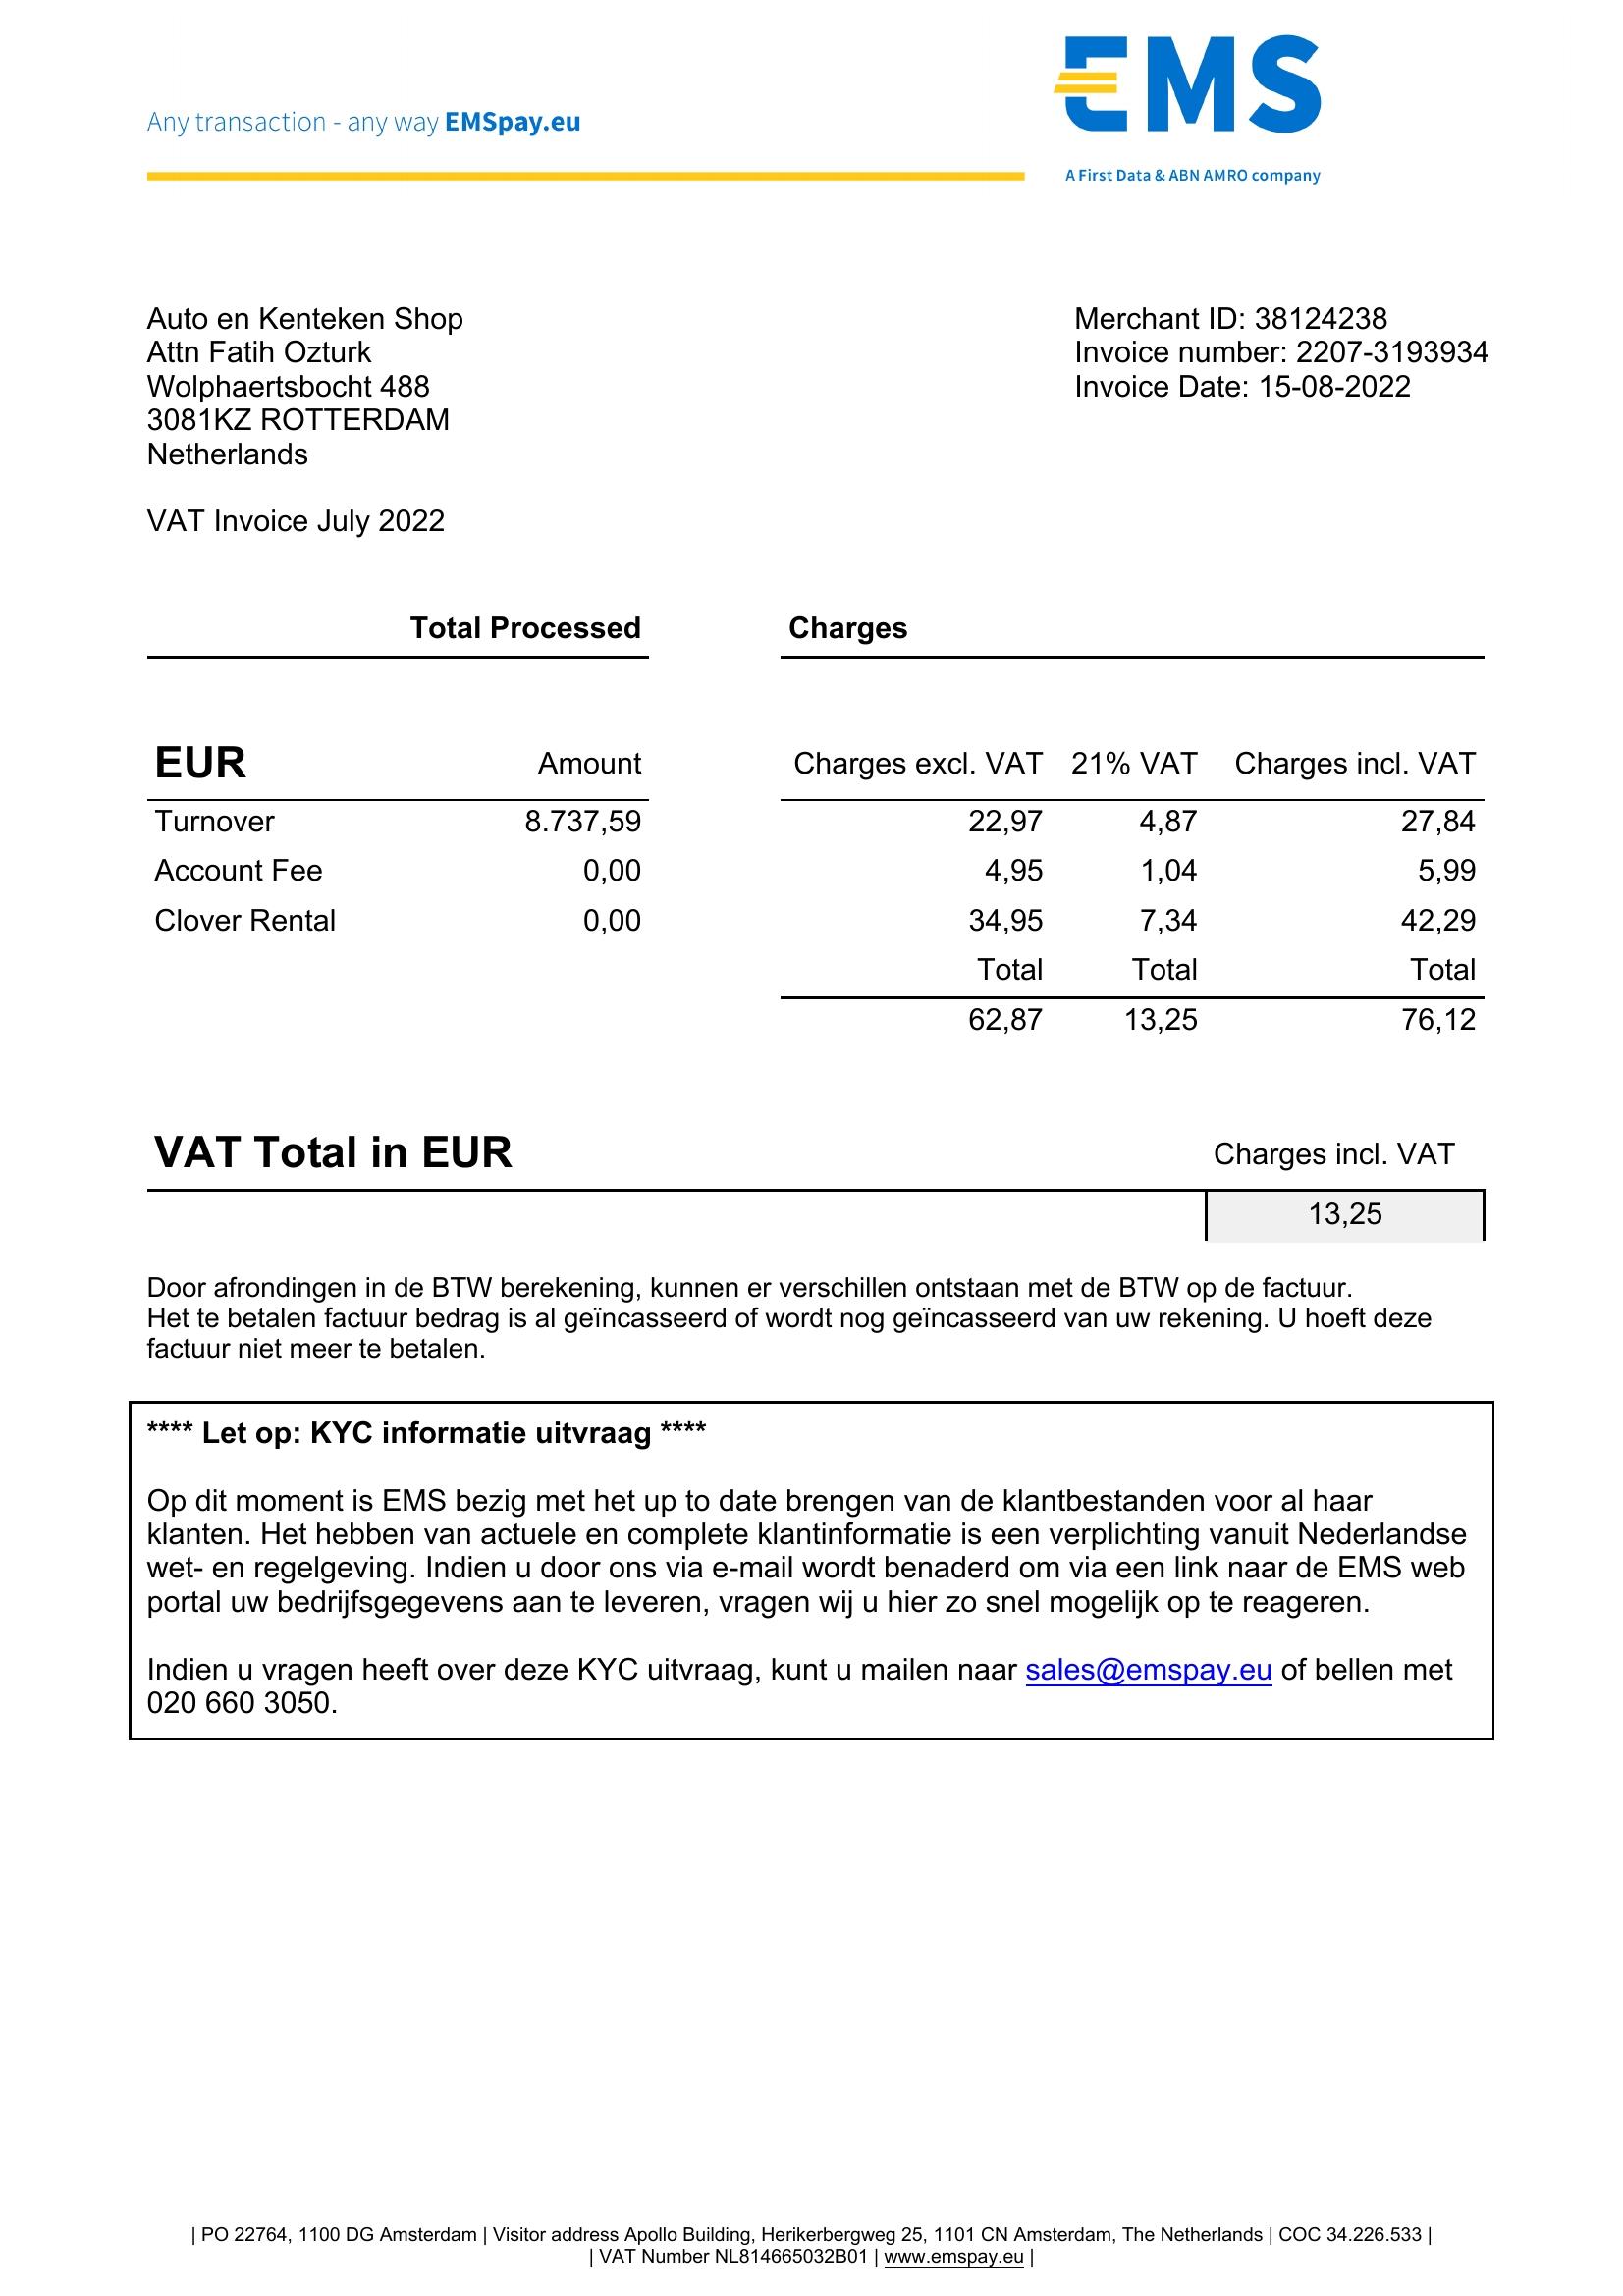 EMS
Any transaction - any way EMSpay.eu
A First Data & ABN AMRO company
Auto en Kenteken Shop
Attn Fatih Ozturk
Wolphaertsbocht 488
3081KZ ROTTERDAM
Netherlands
Merchant ID: 38124238
Invoice number: 2207-3193934
Invoice Date: 15-08-2022
VAT Invoice July 2022
Total Processed Charges
EUR Amount Charges excl. VAT 21% VAT Charges incl. VAT
Turnover 8.737,59 22,97 4,87 27,84
Account Fee 0,00 4,95 1,04 5,99
Clover Rental 0,00 34,95 7,34 42,29
Total Total Total
62,87 13,25 76,12
VAT Total in EUR Charges incl. VAT
13,25
Door afrondingen in de BTW berekening, kunnen er verschillen ontstaan met de BTW op de factuur.
Het te betalen factuur bedrag is al geïncasseerd of wordt nog geïncasseerd van uw rekening. U hoeft deze
factuur niet meer te betalen.
**** Let op: KYC informatie uitvraag ****
Op dit moment is EMS bezig met het up to date brengen van de klantbestanden voor al haar
klanten. Het hebben van actuele en complete klantinformatie is een verplichting vanuit Nederlandse
wet- en regelgeving. Indien u door ons via e-mail wordt benaderd om via een link naar de EMS web
portal uw bedrijfsgegevens aan te leveren, vragen wij u hier zo snel mogelijk op te reageren.
Indien u vragen heeft over deze KYC uitvraag, kunt u mailen naar sales@emspay.eu of bellen met
020 660 3050.
| PO 22764, 1100 DG Amsterdam | Visitor address Apollo Building, Herikerbergweg 25, 1101 CN Amsterdam, The Netherlands | COC 34.226.533 |
| VAT Number NL814665032B01 | www.emspay.eu |